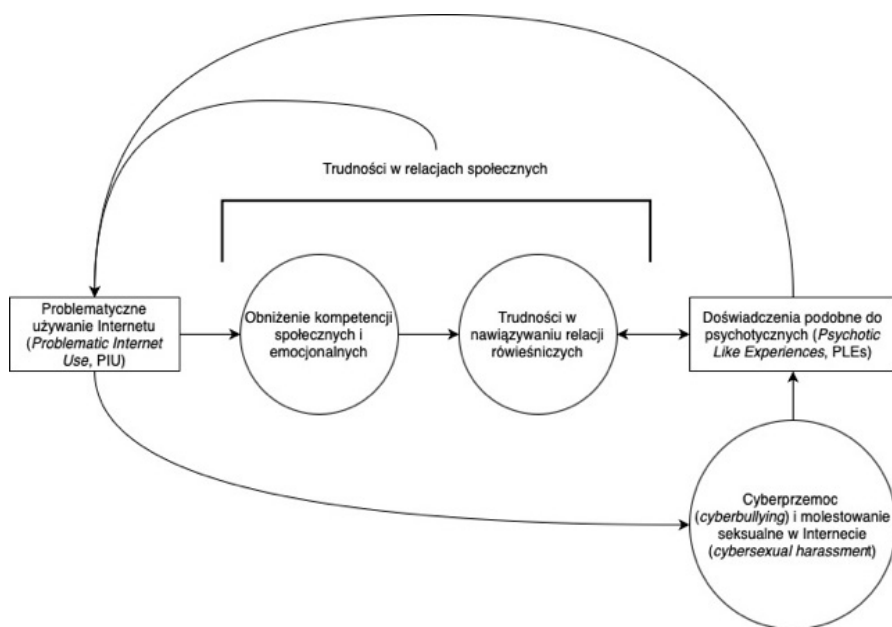 Trudności w relacjach społecznych
Problematyczne
używanie Internetu
(Problematic Internet
Use, PIU)
Obniżenie kompetencji
społecznych i
emocjonalnych
Trudności w
nawiązywaniu relacji
rówieśniczych
Doświadczenia podobne do
psychotycznych (Psychotic
Like Experiences, PLEs)
Cyberprzemoc
(cyberbullying) i molestowanie
seksualne w Internecie
(cybersexual harassment)